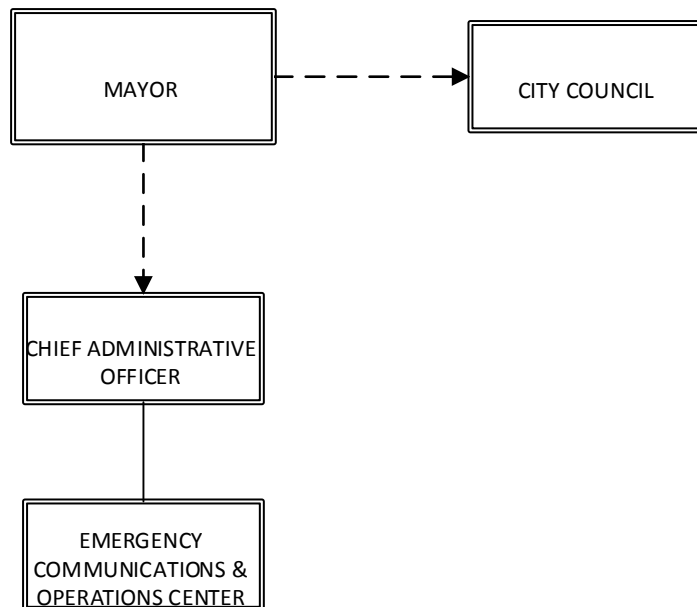 MAYOR
CITY COUNCIL
CHIEF ADMINISTRATIVE
OFFICER
EMERGENCY
COMMUNICATIONS &
OPERATIONS CENTER